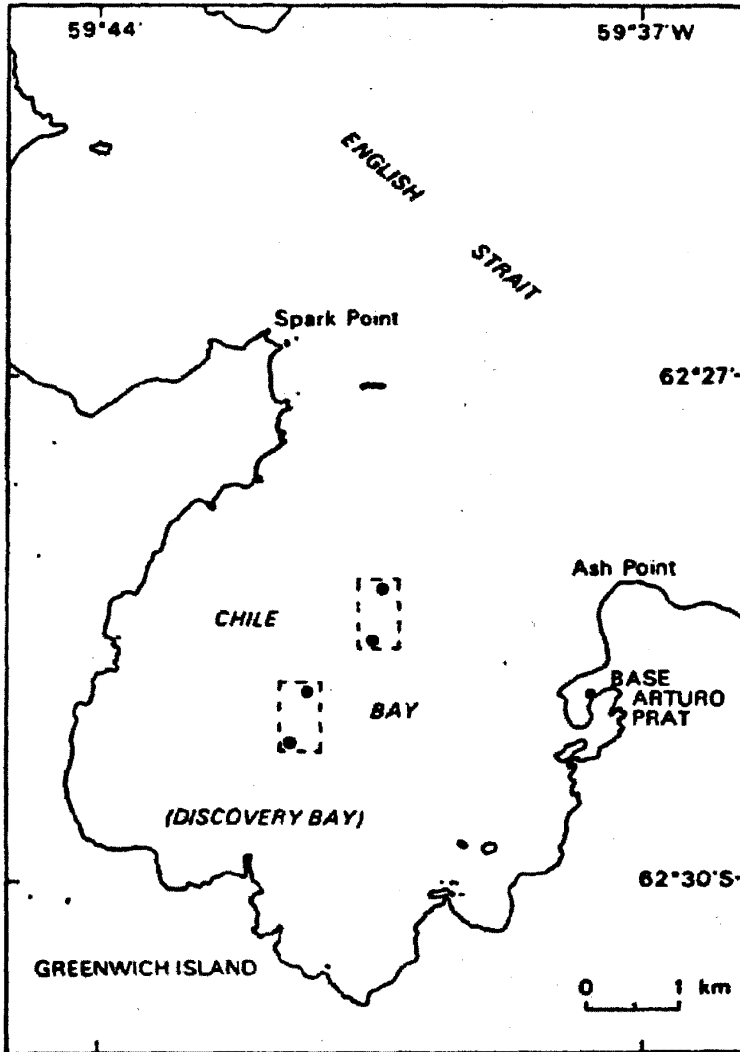 59°44'
59°37'W
ENGLISH
STRAIT
Spark Point
62°27'
Ash Point
CHILE
BASE
ARTURO
PRAT
BAY
(DISCOVERY BAY)
62°30'S
GREENWICH ISLAND
0 1 km